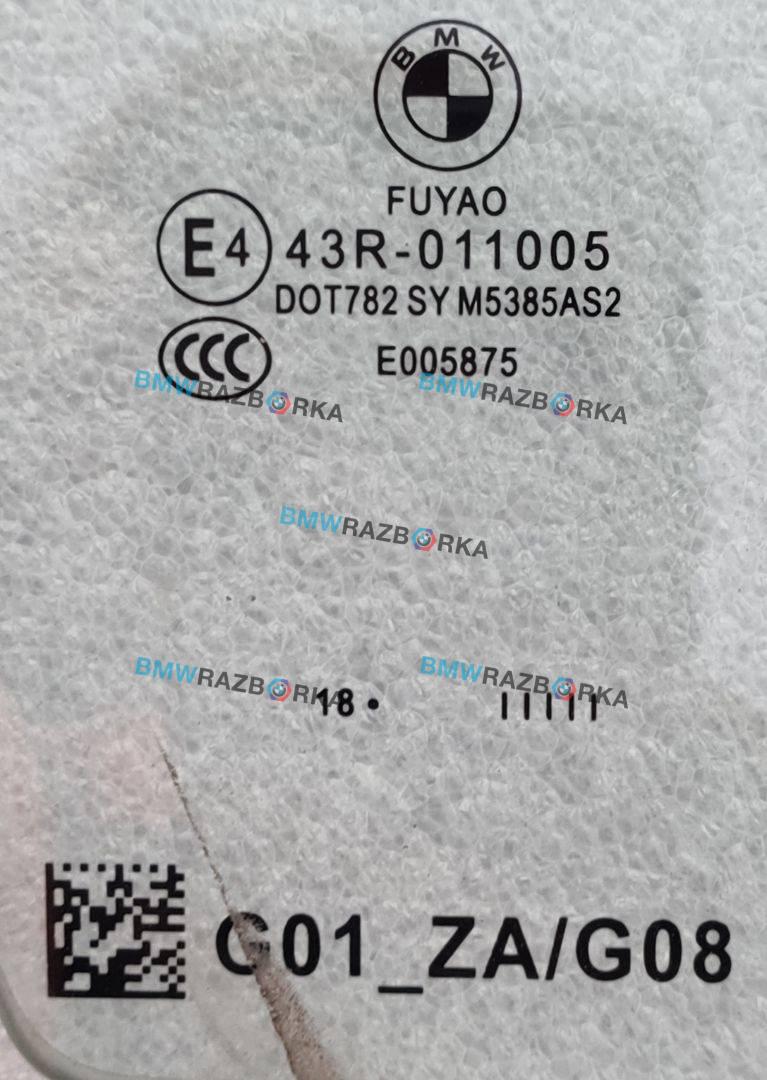 BMW
FUYAO
E4 43R-011005
DOT782 SY M5385AS2
CCC E005875
BMWRAZBORKA BMWRAZBORKA
BMWRAZBORKA
BMWRAZBORKA BMWRAZBORKA
18 • | | | | |
G01_ZA/G08